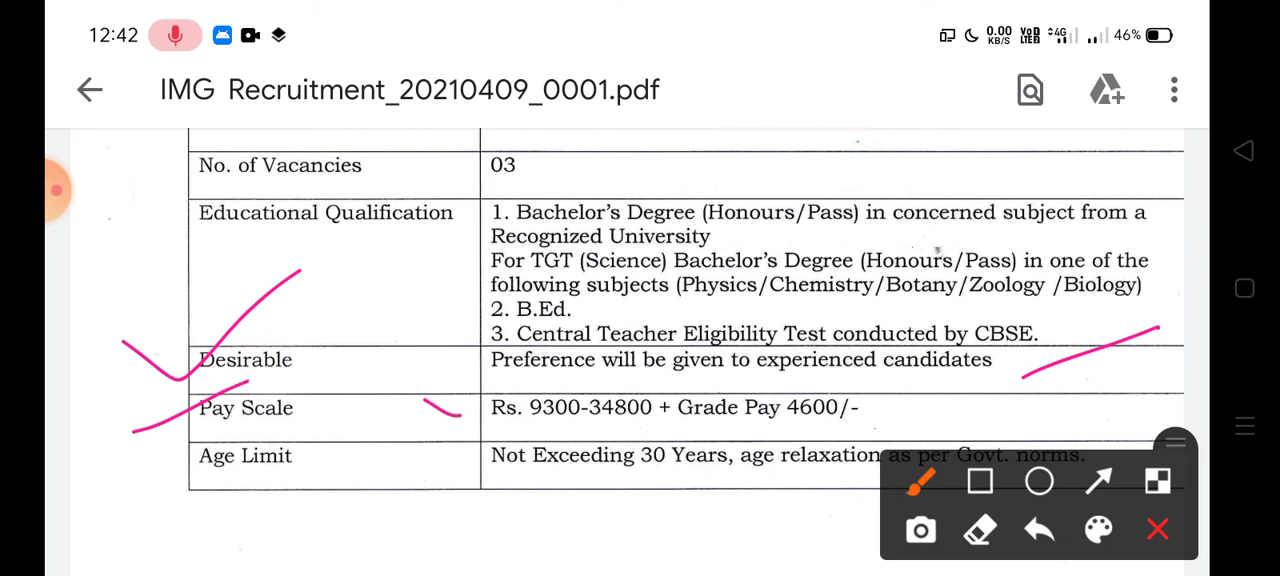 12:42
0.00 KB/S VoD LTE2 4G 46%
IMG Recruitment_20210409_0001.pdf
No. of Vacancies 03
Educational Qualification 1. Bachelor's Degree (Honours/Pass) in concerned subject from a
Recognized University
For TGT (Science) Bachelor's Degree (Honours/Pass) in one of the
following subjects (Physics/Chemistry/Botany/Zoology /Biology)
2. B.Ed.
3. Central Teacher Eligibility Test conducted by CBSE.
Desirable Preference will be given to experienced candidates
Pay Scale Rs. 9300-34800 + Grade Pay 4600/-
Age Limit Not Exceeding 30 Years, age relaxation as per Govt. norms.